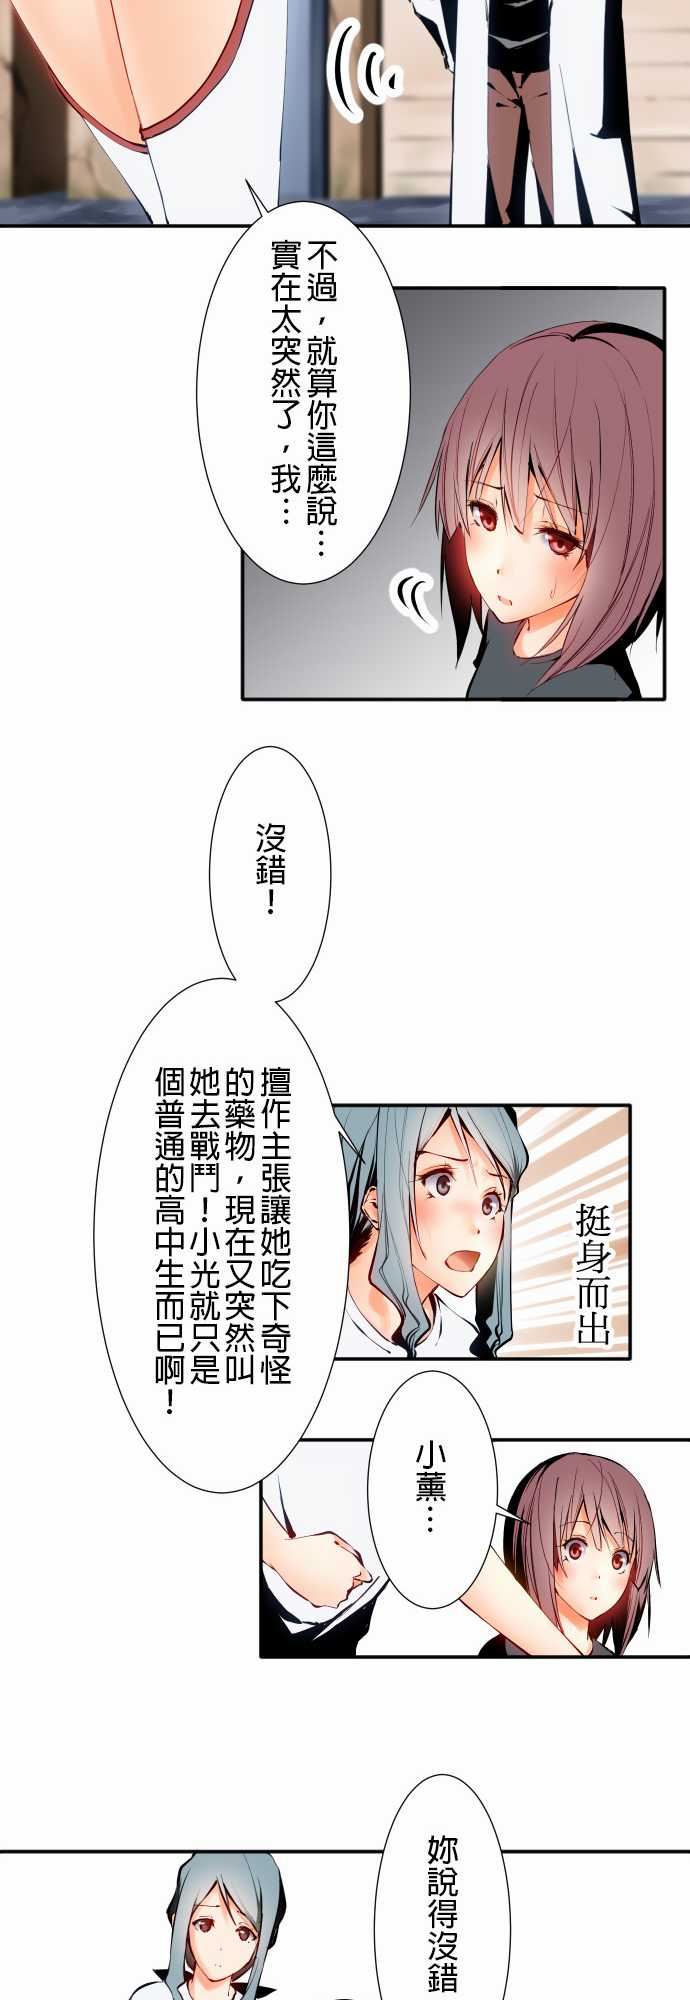 不過，就算你這麼說…
實在太突然了，我…
沒錯！
擅作主張讓她吃下奇怪
的藥物，現在又突然叫
她去戰鬥！小光就只是
個普通的高中生而已啊！
挺身而出
小薰…
妳說得沒錯